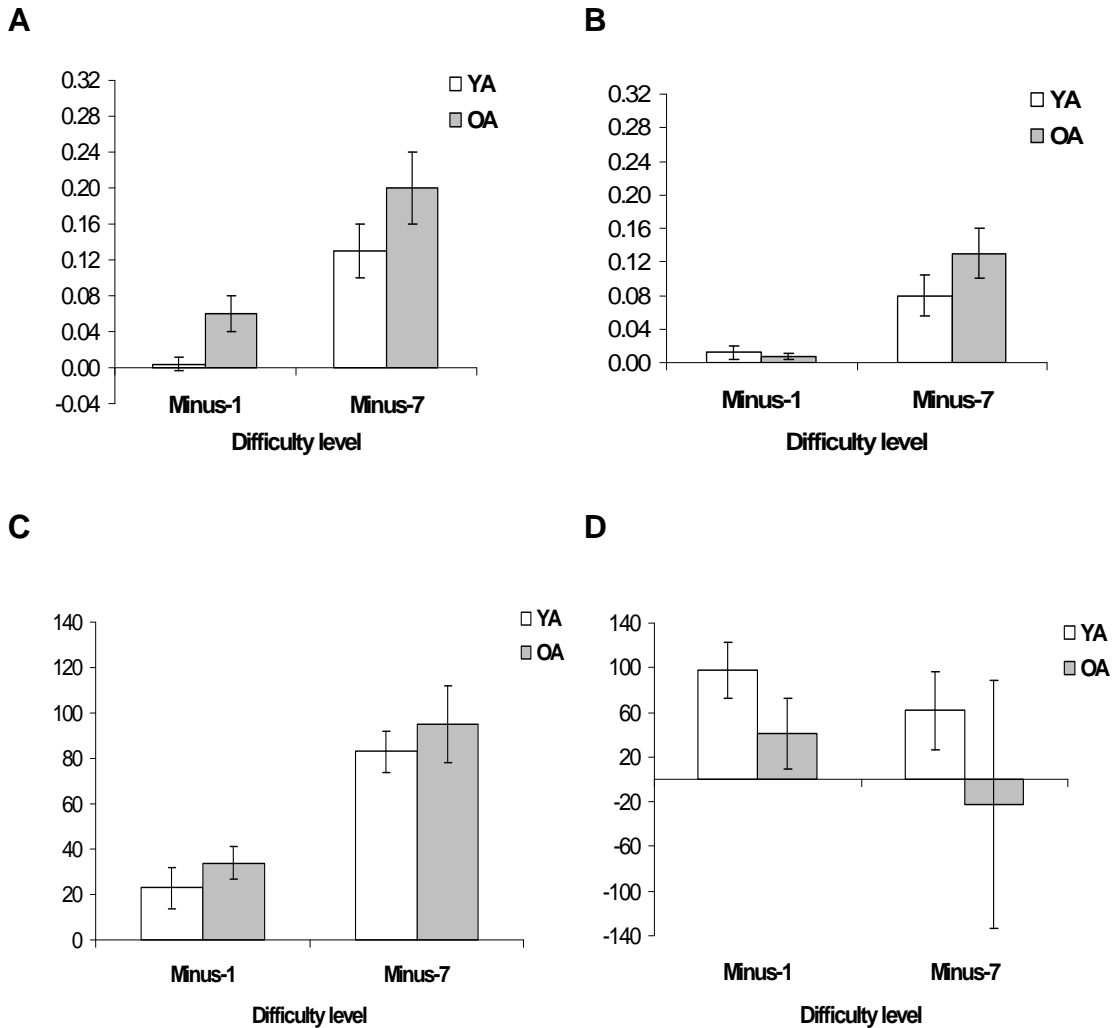 A
0.32
0.28
0.24
0.20
0.16
0.12
0.08
0.04
0.00
-0.04
YA
OA
Minus-1 Minus-7
Difficulty level
B
0.32
0.28
0.24
0.20
0.16
0.12
0.08
0.04
0.00
YA
OA
Minus-1 Minus-7
Difficulty level
C
140
120
100
80
60
40
20
0
YA
OA
Minus-1 Minus-7
Difficulty level
D
140
100
60
20
-20
-60
-100
-140
YA
OA
Minus-1 Minus-7
Difficulty level